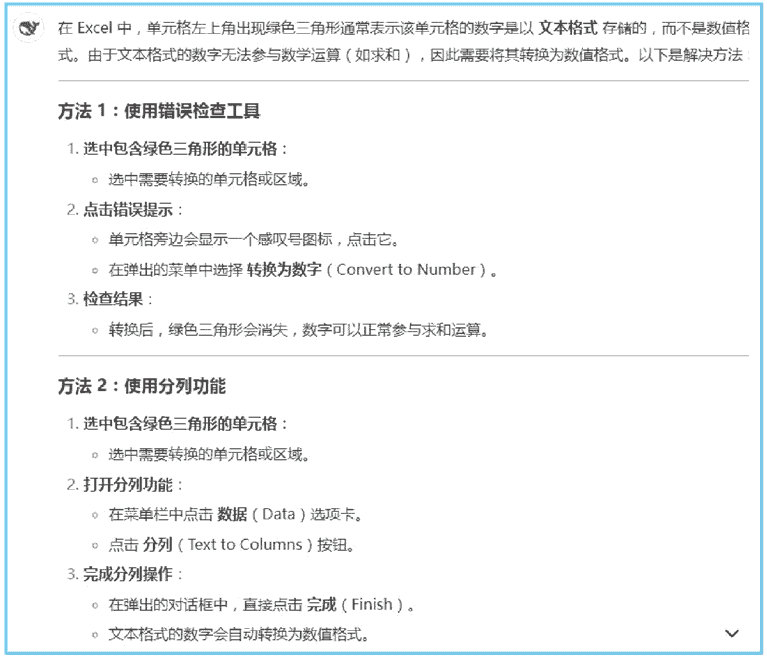 在 Excel 中，单元格左上角出现绿色三角形通常表示该单元格的数字是以 文本格式 存储的，而不是数值格
式。由于文本格式的数字无法参与数学运算（如求和），因此需要将其转换为数值格式。以下是解决方法：
方法 1：使用错误检查工具
1. 选中包含绿色三角形的单元格：
◦ 选中需要转换的单元格或区域。
2. 点击错误提示：
◦ 单元格旁边会显示一个感叹号图标，点击它。
◦ 在弹出的菜单中选择 转换为数字（Convert to Number）。
3. 检查结果：
◦ 转换后，绿色三角形会消失，数字可以正常参与求和运算。
方法 2：使用分列功能
1. 选中包含绿色三角形的单元格：
◦ 选中需要转换的单元格或区域。
2. 打开分列功能：
◦ 在菜单栏中点击 数据（Data）选项卡。
◦ 点击 分列（Text to Columns）按钮。
3. 完成分列操作：
◦ 在弹出的对话框中，直接点击 完成（Finish）。
◦ 文本格式的数字会自动转换为数值格式。